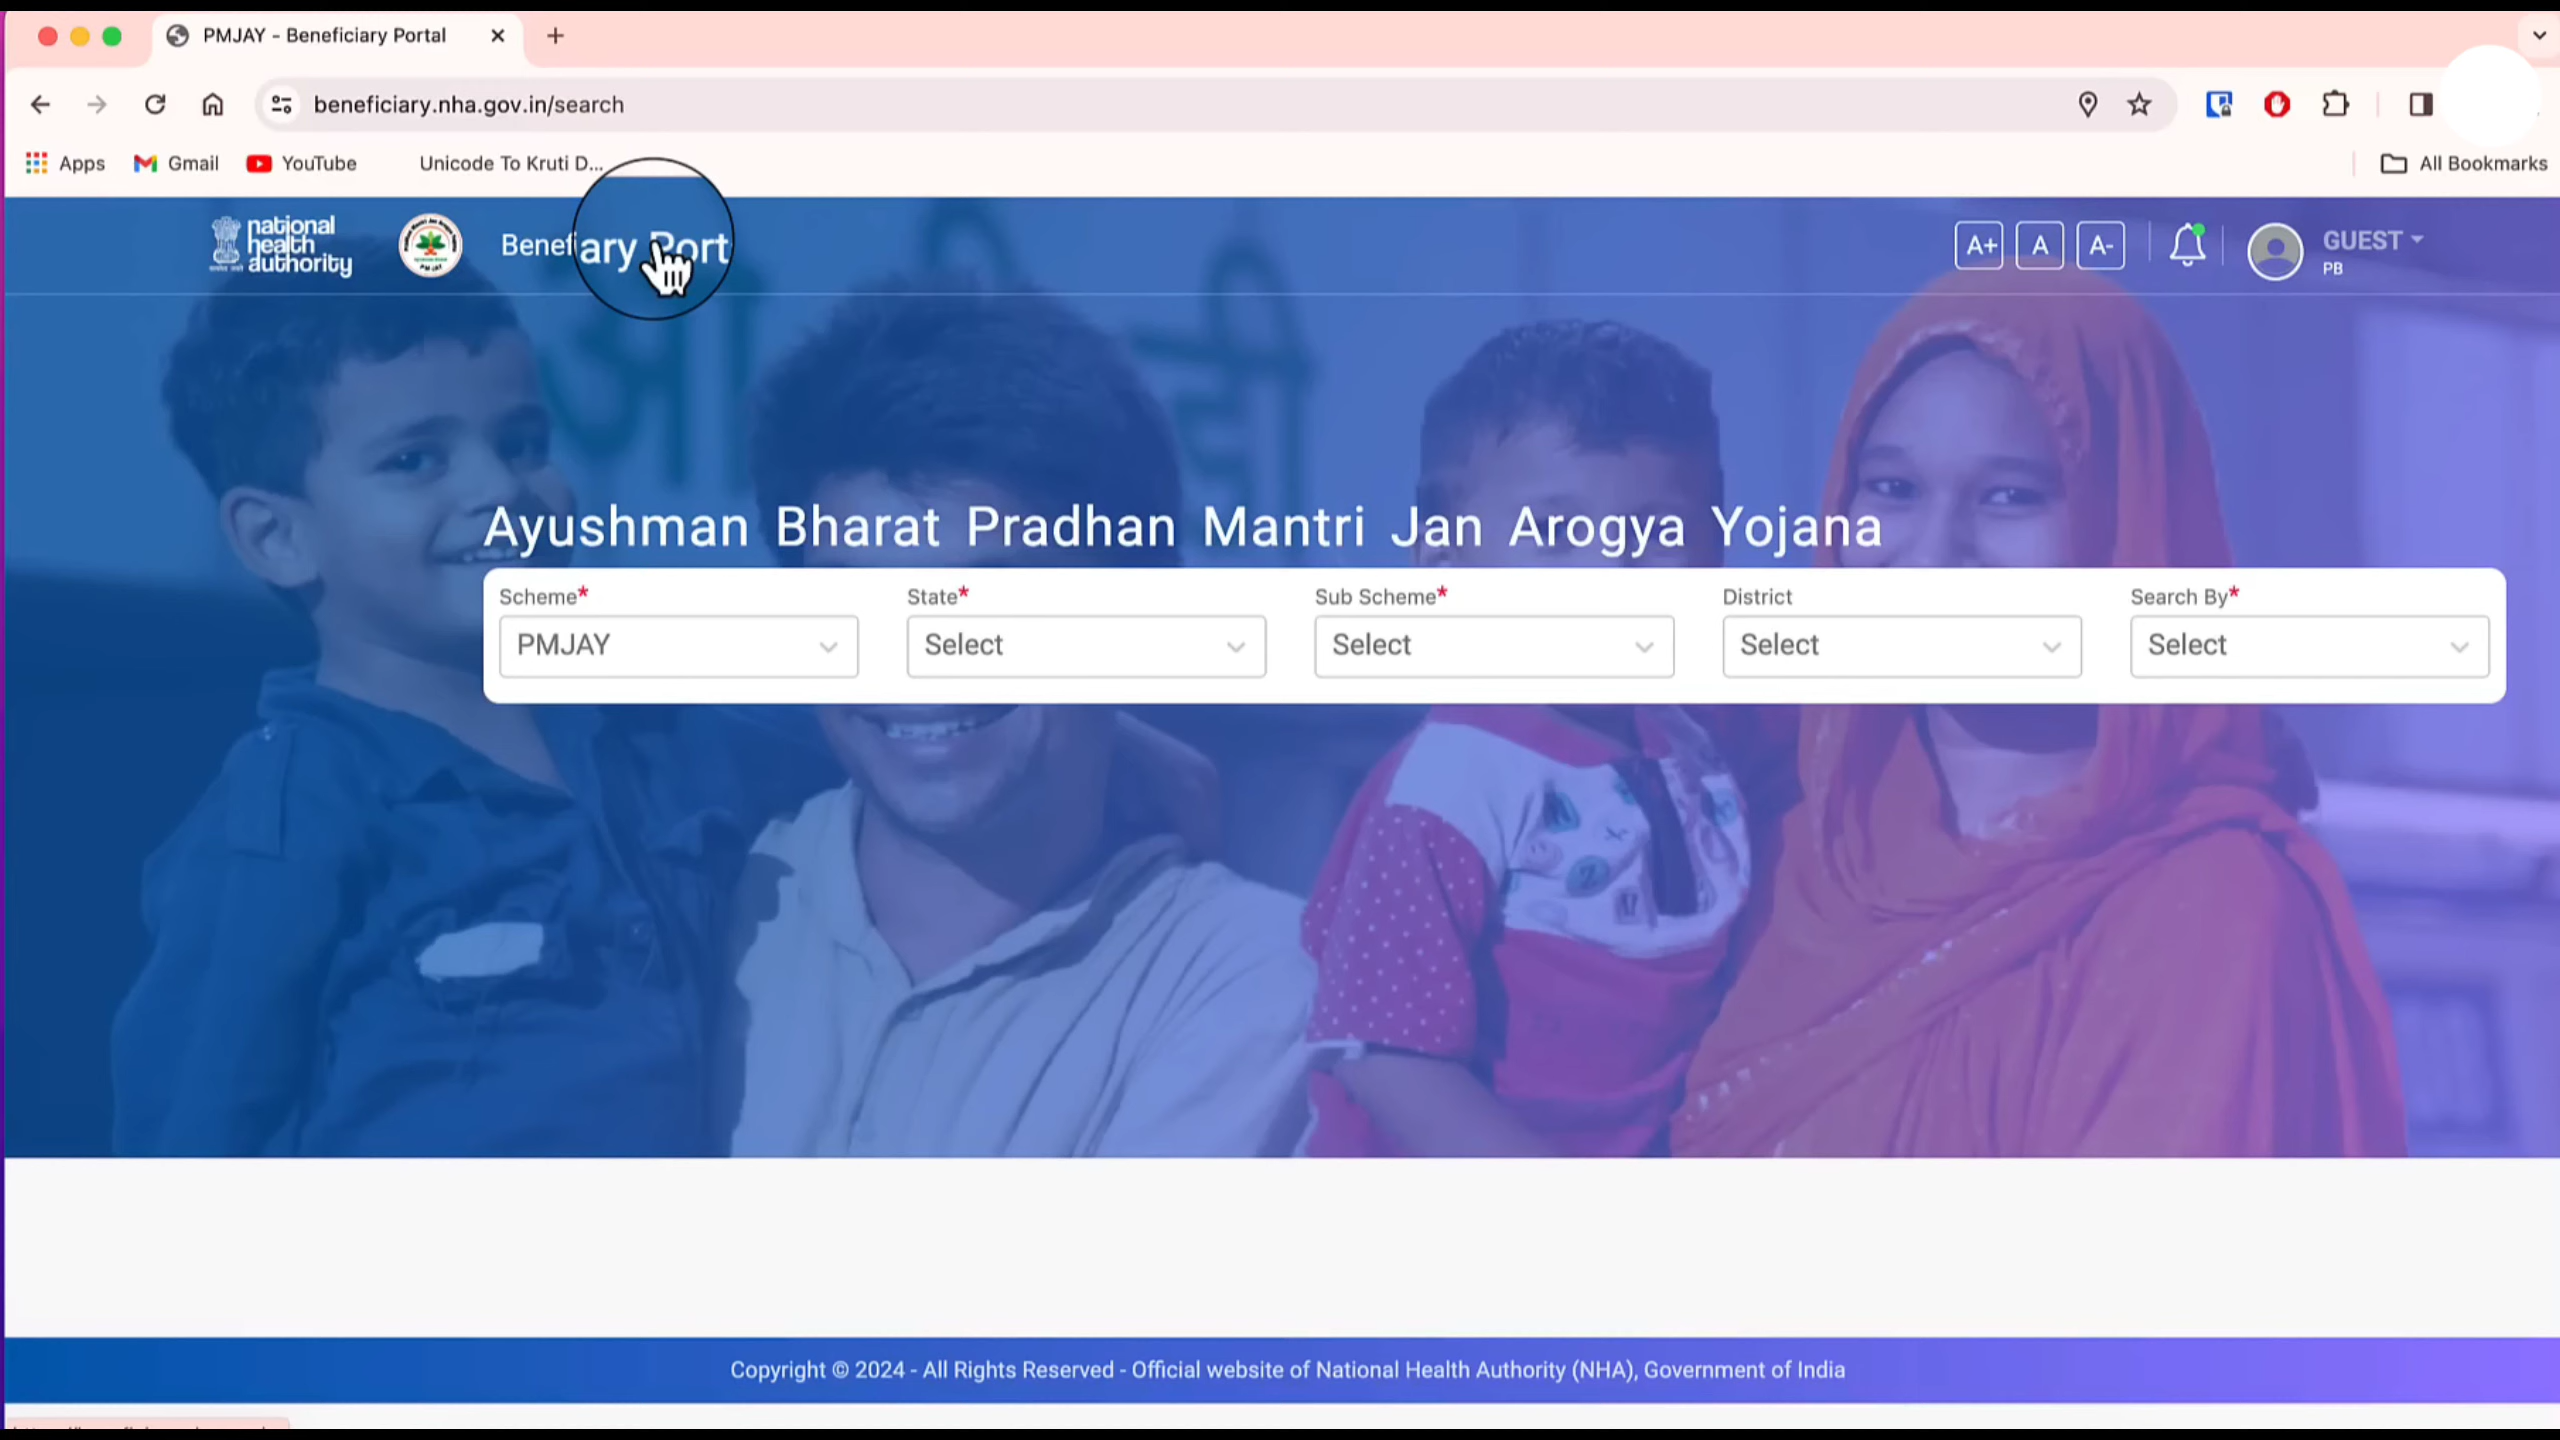 PMJAY - Beneficiary Portal
beneficiary.nha.gov.in/search
Apps Gmail YouTube Unicode To Kruti D... All Bookmarks
national
health
authority
Benefiary Port
A+ A A-
GUEST
PB
Ayushman Bharat Pradhan Mantri Jan Arogya Yojana
Scheme* State* Sub Scheme* District Search By*
PMJAY Select Select Select Select
Copyright © 2024 - All Rights Reserved - Official website of National Health Authority (NHA), Government of India